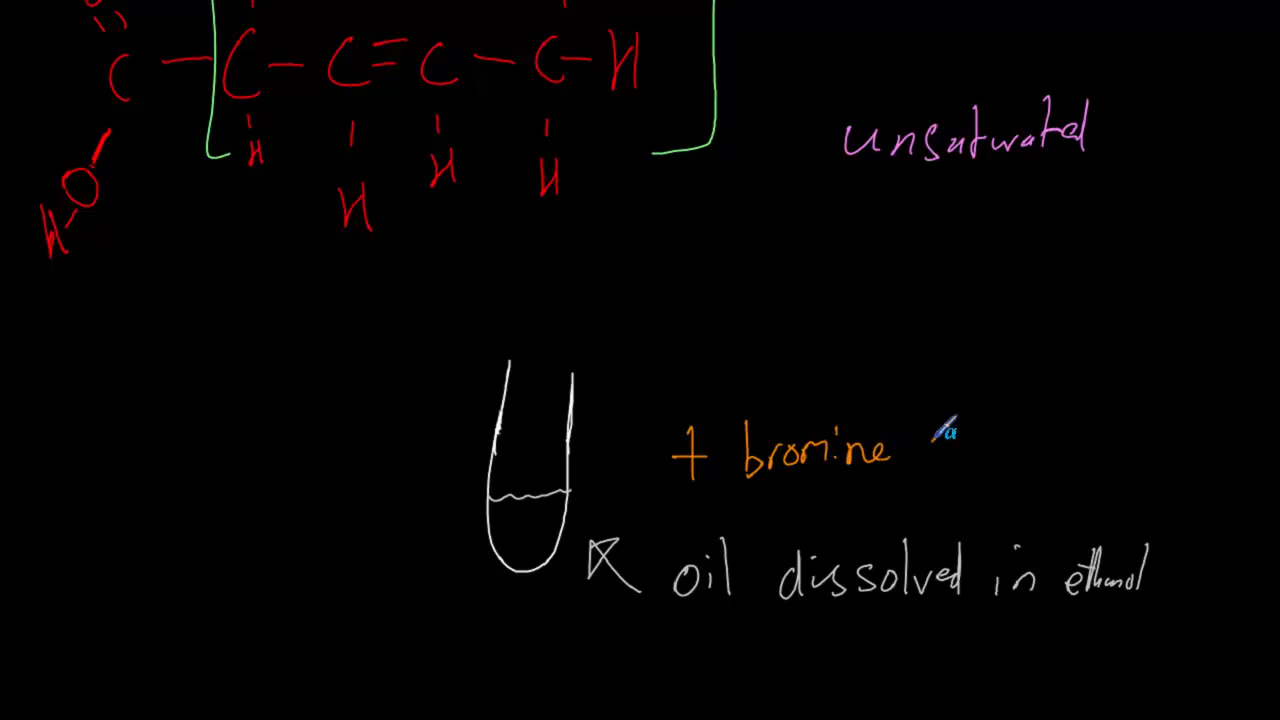 C - C - C = C - C - H
H H H H
O
H
unsaturated
+ bromine
oil dissolved in ethanol